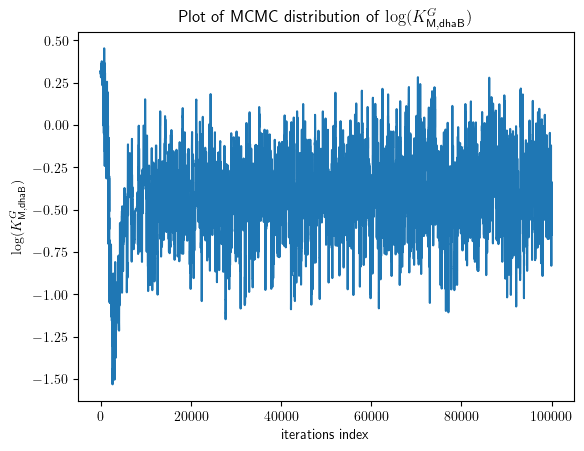 Plot of MCMC distribution of log(K^G_M,dhaB)
0.50
0.25
0.00
−0.25
−0.50
−0.75
−1.00
−1.25
−1.50
log(K^G_M,dhaB)
0 20000 40000 60000 80000 100000
iterations index